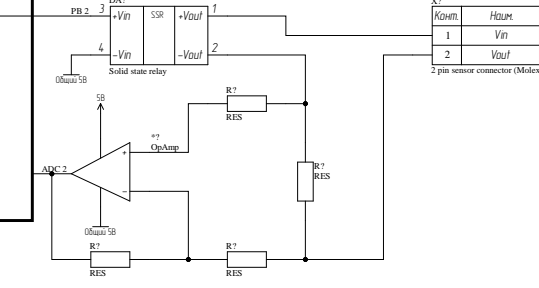 DA?
X?
PB 2 3 +Vin SSR +Vout 1
Конт. Наим.
1 Vin
4 -Vin -Vout 2
2 Vout
Общий 5В
Solid state relay
2 pin sensor connector (Molex
5В
R?
RES
*?
OpAmp
+
ADC 2
R?
RES
-
Общий 5В
R?
RES
R?
RES